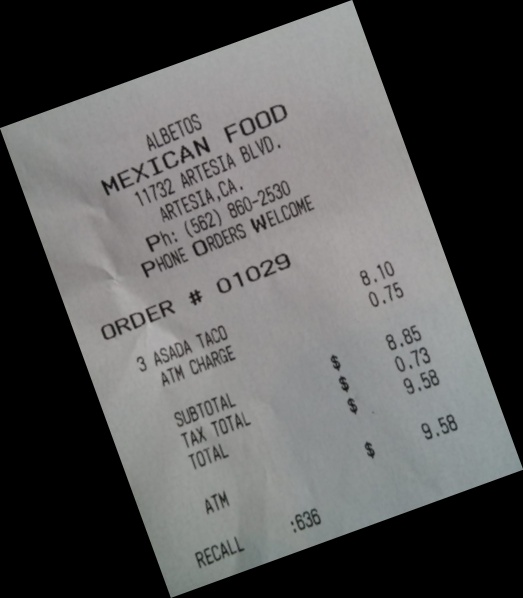 ALBETOS
MEXICAN FOOD
11732 ARTESIA BLVD.
ARTESIA,CA.
Ph: (562) 860-2530
PHONE ORDERS WELCOME
ORDER # 01029
3 ASADA TACO 8.10
ATM CHARGE 0.75
SUBTOTAL $ 8.85
TAX TOTAL $ 0.73
TOTAL $ 9.58
ATM $ 9.58
RECALL :636